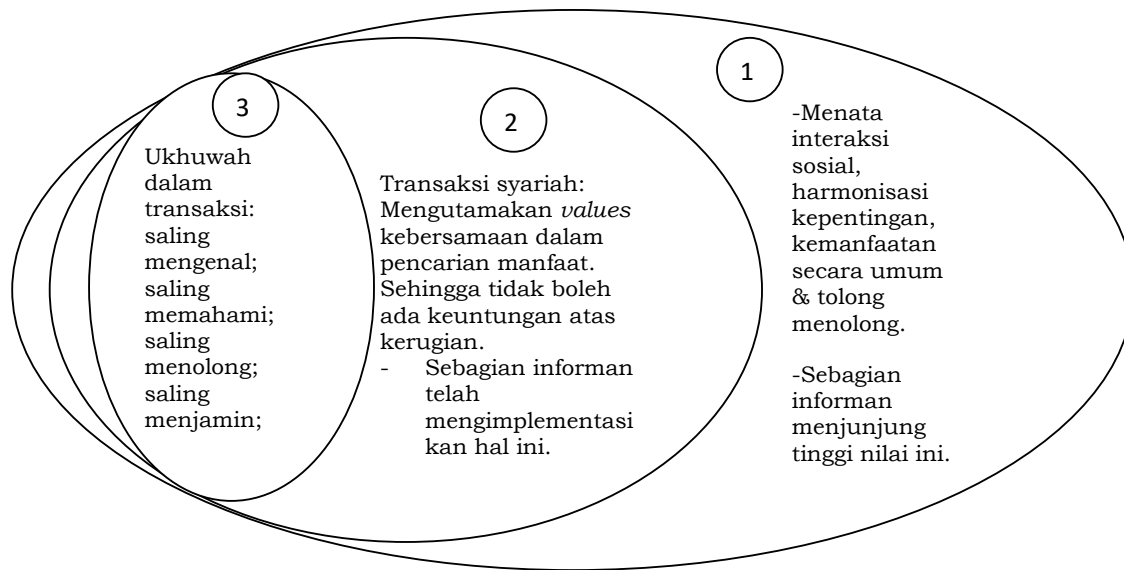 3
Ukhuwah
dalam
transaksi:
saling
mengenal;
saling
memahami;
saling
menolong;
saling
menjamin;
2
Transaksi syariah:
Mengutamakan values
kebersamaan dalam
pencarian manfaat.
Sehingga tidak boleh
ada keuntungan atas
kerugian.
- Sebagian informan
telah
mengimplementasi
kan hal ini.
1
-Menata
interaksi
sosial,
harmonisasi
kepentingan,
kemanfaatan
secara umum
& tolong
menolong.
-Sebagian
informan
menjunjung
tinggi nilai ini.